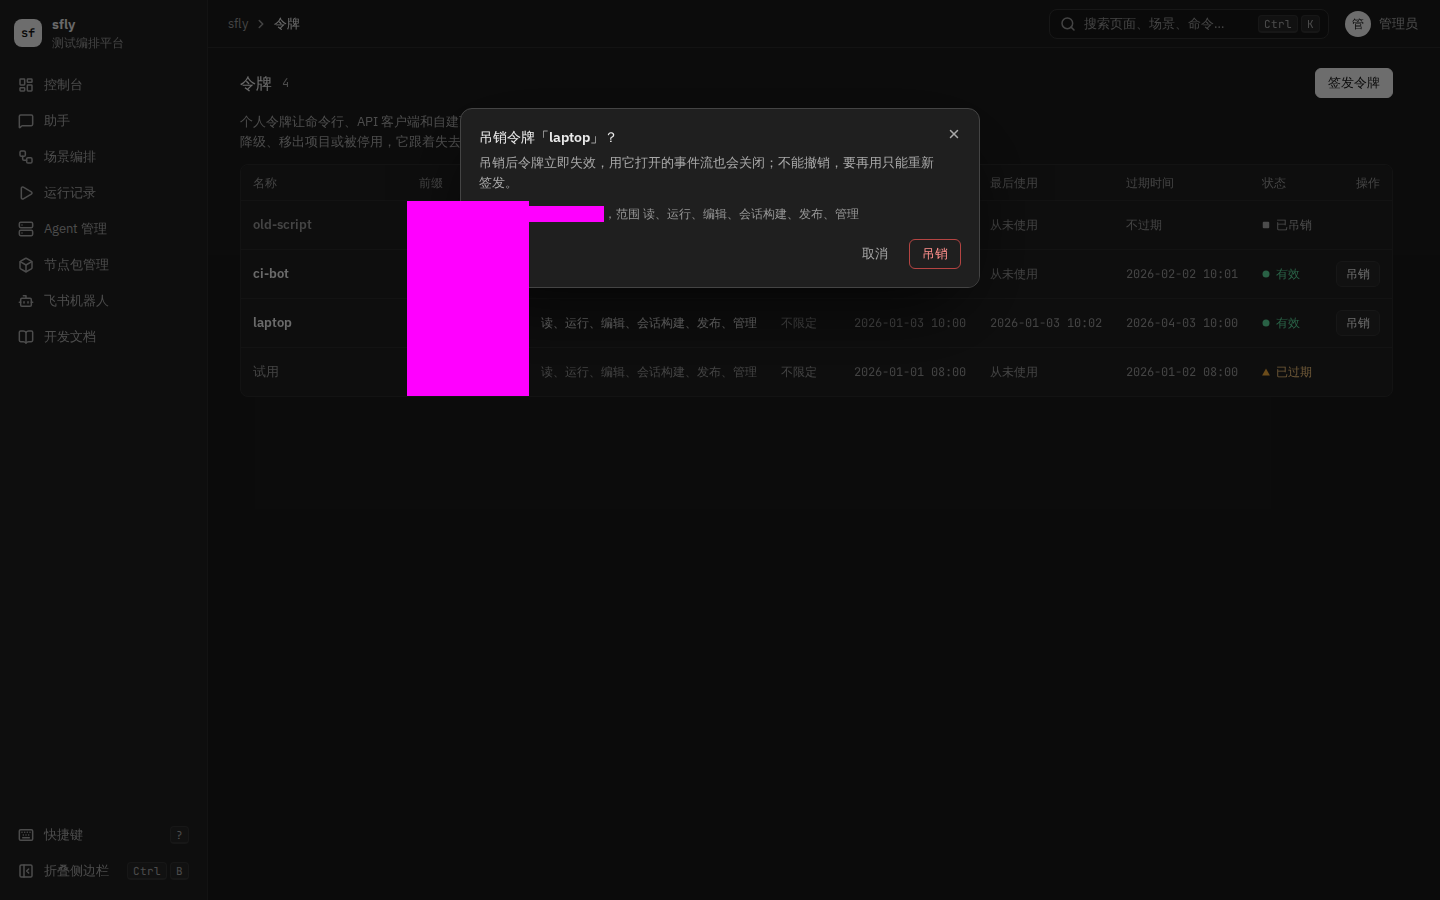 sf
sfly
测试编排平台
控制台
助手
场景编排
运行记录
Agent 管理
节点包管理
飞书机器人
开发文档
快捷键 ?
折叠侧边栏 Ctrl B
sfly > 令牌
搜索页面、场景、命令... Ctrl K
管 管理员
令牌 4
签发令牌
个人令牌让命令行、API 客户端和自建
降级、移出项目或被停用，它跟着失去
吊销令牌「laptop」？
吊销后令牌立即失效，用它打开的事件流也会关闭；不能撤销，要再用只能重新
签发。
，范围 读、运行、编辑、会话构建、发布、管理
取消 吊销
名称 前缀 最后使用 过期时间 状态 操作
old-script 从未使用 不过期 已吊销
ci-bot 从未使用 2026-02-02 10:01 有效 吊销
laptop 读、运行、编辑、会话构建、发布、管理 不限定 2026-01-03 10:00 2026-01-03 10:02 2026-04-03 10:00 有效 吊销
试用 读、运行、编辑、会话构建、发布、管理 不限定 2026-01-01 08:00 从未使用 2026-01-02 08:00 已过期